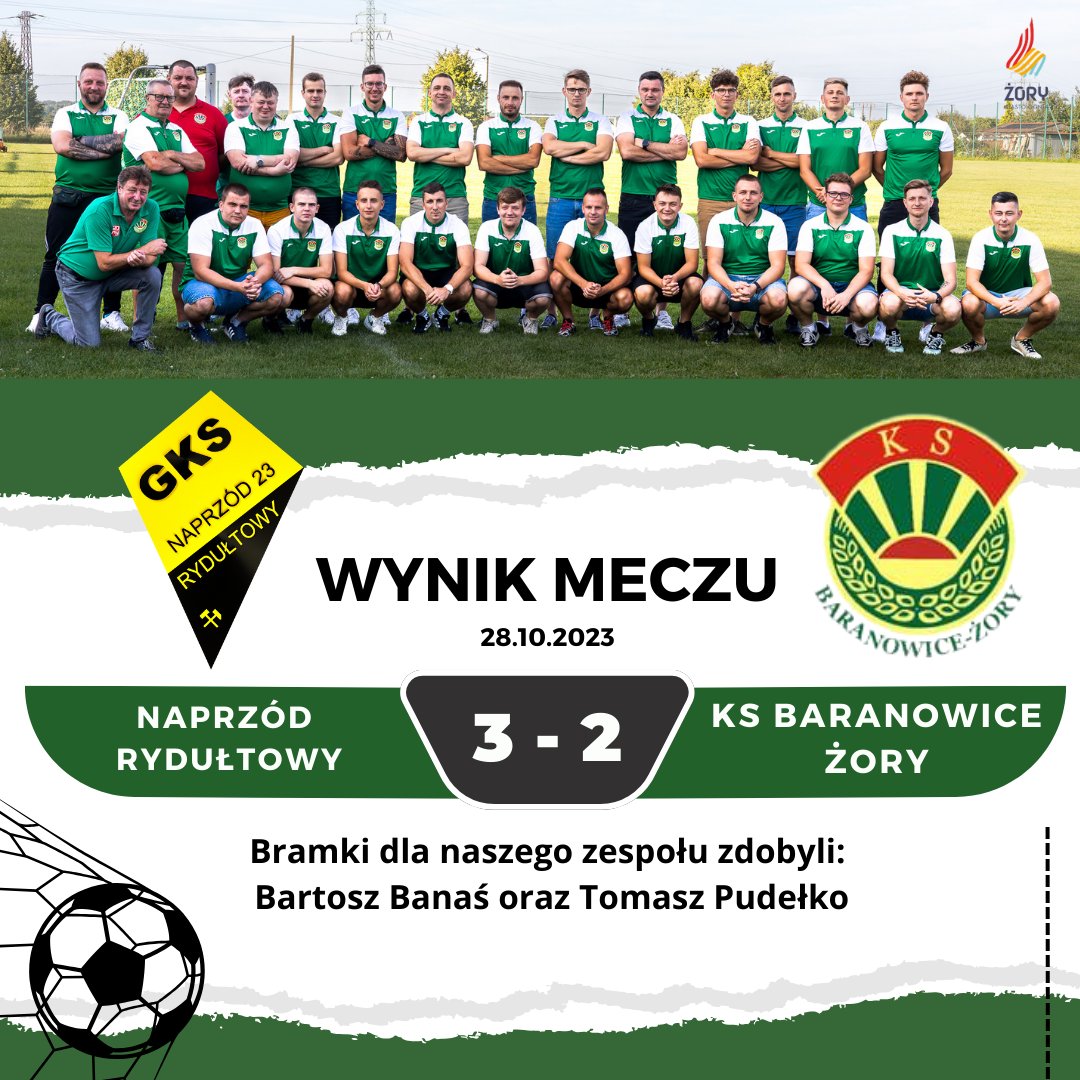 ŻORY
GKS
NAPRZÓD 23
RYDUŁTOWY
KS
BARANOWICE-ŻORY
WYNIK MECZU
28.10.2023
NAPRZÓD
RYDUŁTOWY
3 - 2
KS BARANOWICE
ŻORY
Bramki dla naszego zespołu zdobyli:
Bartosz Banaś oraz Tomasz Pudełko